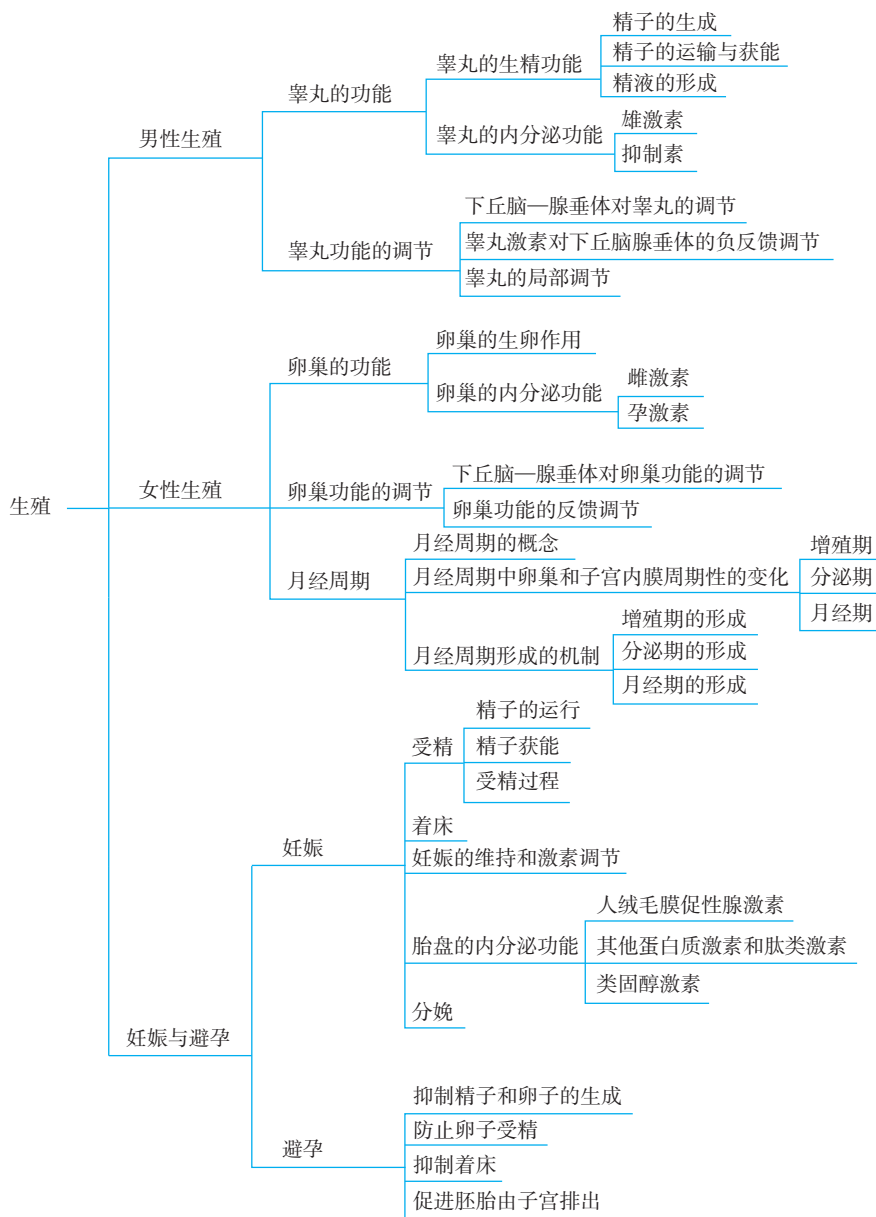 生殖
男性生殖
睾丸的功能
睾丸的生精功能
精子的生成
精子的运输与获能
精液的形成
睾丸的内分泌功能
雄激素
抑制素
睾丸功能的调节
下丘脑—腺垂体对睾丸的调节
睾丸激素对下丘脑腺垂体的负反馈调节
睾丸的局部调节
女性生殖
卵巢的功能
卵巢的生卵作用
卵巢的内分泌功能
雌激素
孕激素
卵巢功能的调节
下丘脑—腺垂体对卵巢功能的调节
卵巢功能的反馈调节
月经周期
月经周期的概念
月经周期中卵巢和子宫内膜周期性的变化
增殖期
分泌期
月经期
月经周期形成的机制
增殖期的形成
分泌期的形成
月经期的形成
妊娠与避孕
妊娠
受精
精子的运行
精子获能
受精过程
着床
妊娠的维持和激素调节
胎盘的内分泌功能
人绒毛膜促性腺激素
其他蛋白质激素和肽类激素
类固醇激素
分娩
避孕
抑制精子和卵子的生成
防止卵子受精
抑制着床
促进胚胎由子宫排出